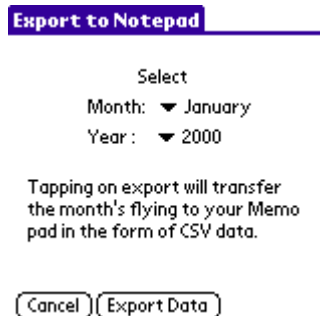 Export to Notepad
Select
Month: January
Year: 2000
Tapping on export will transfer
the month's flying to your Memo
pad in the form of CSV data.
Cancel Export Data